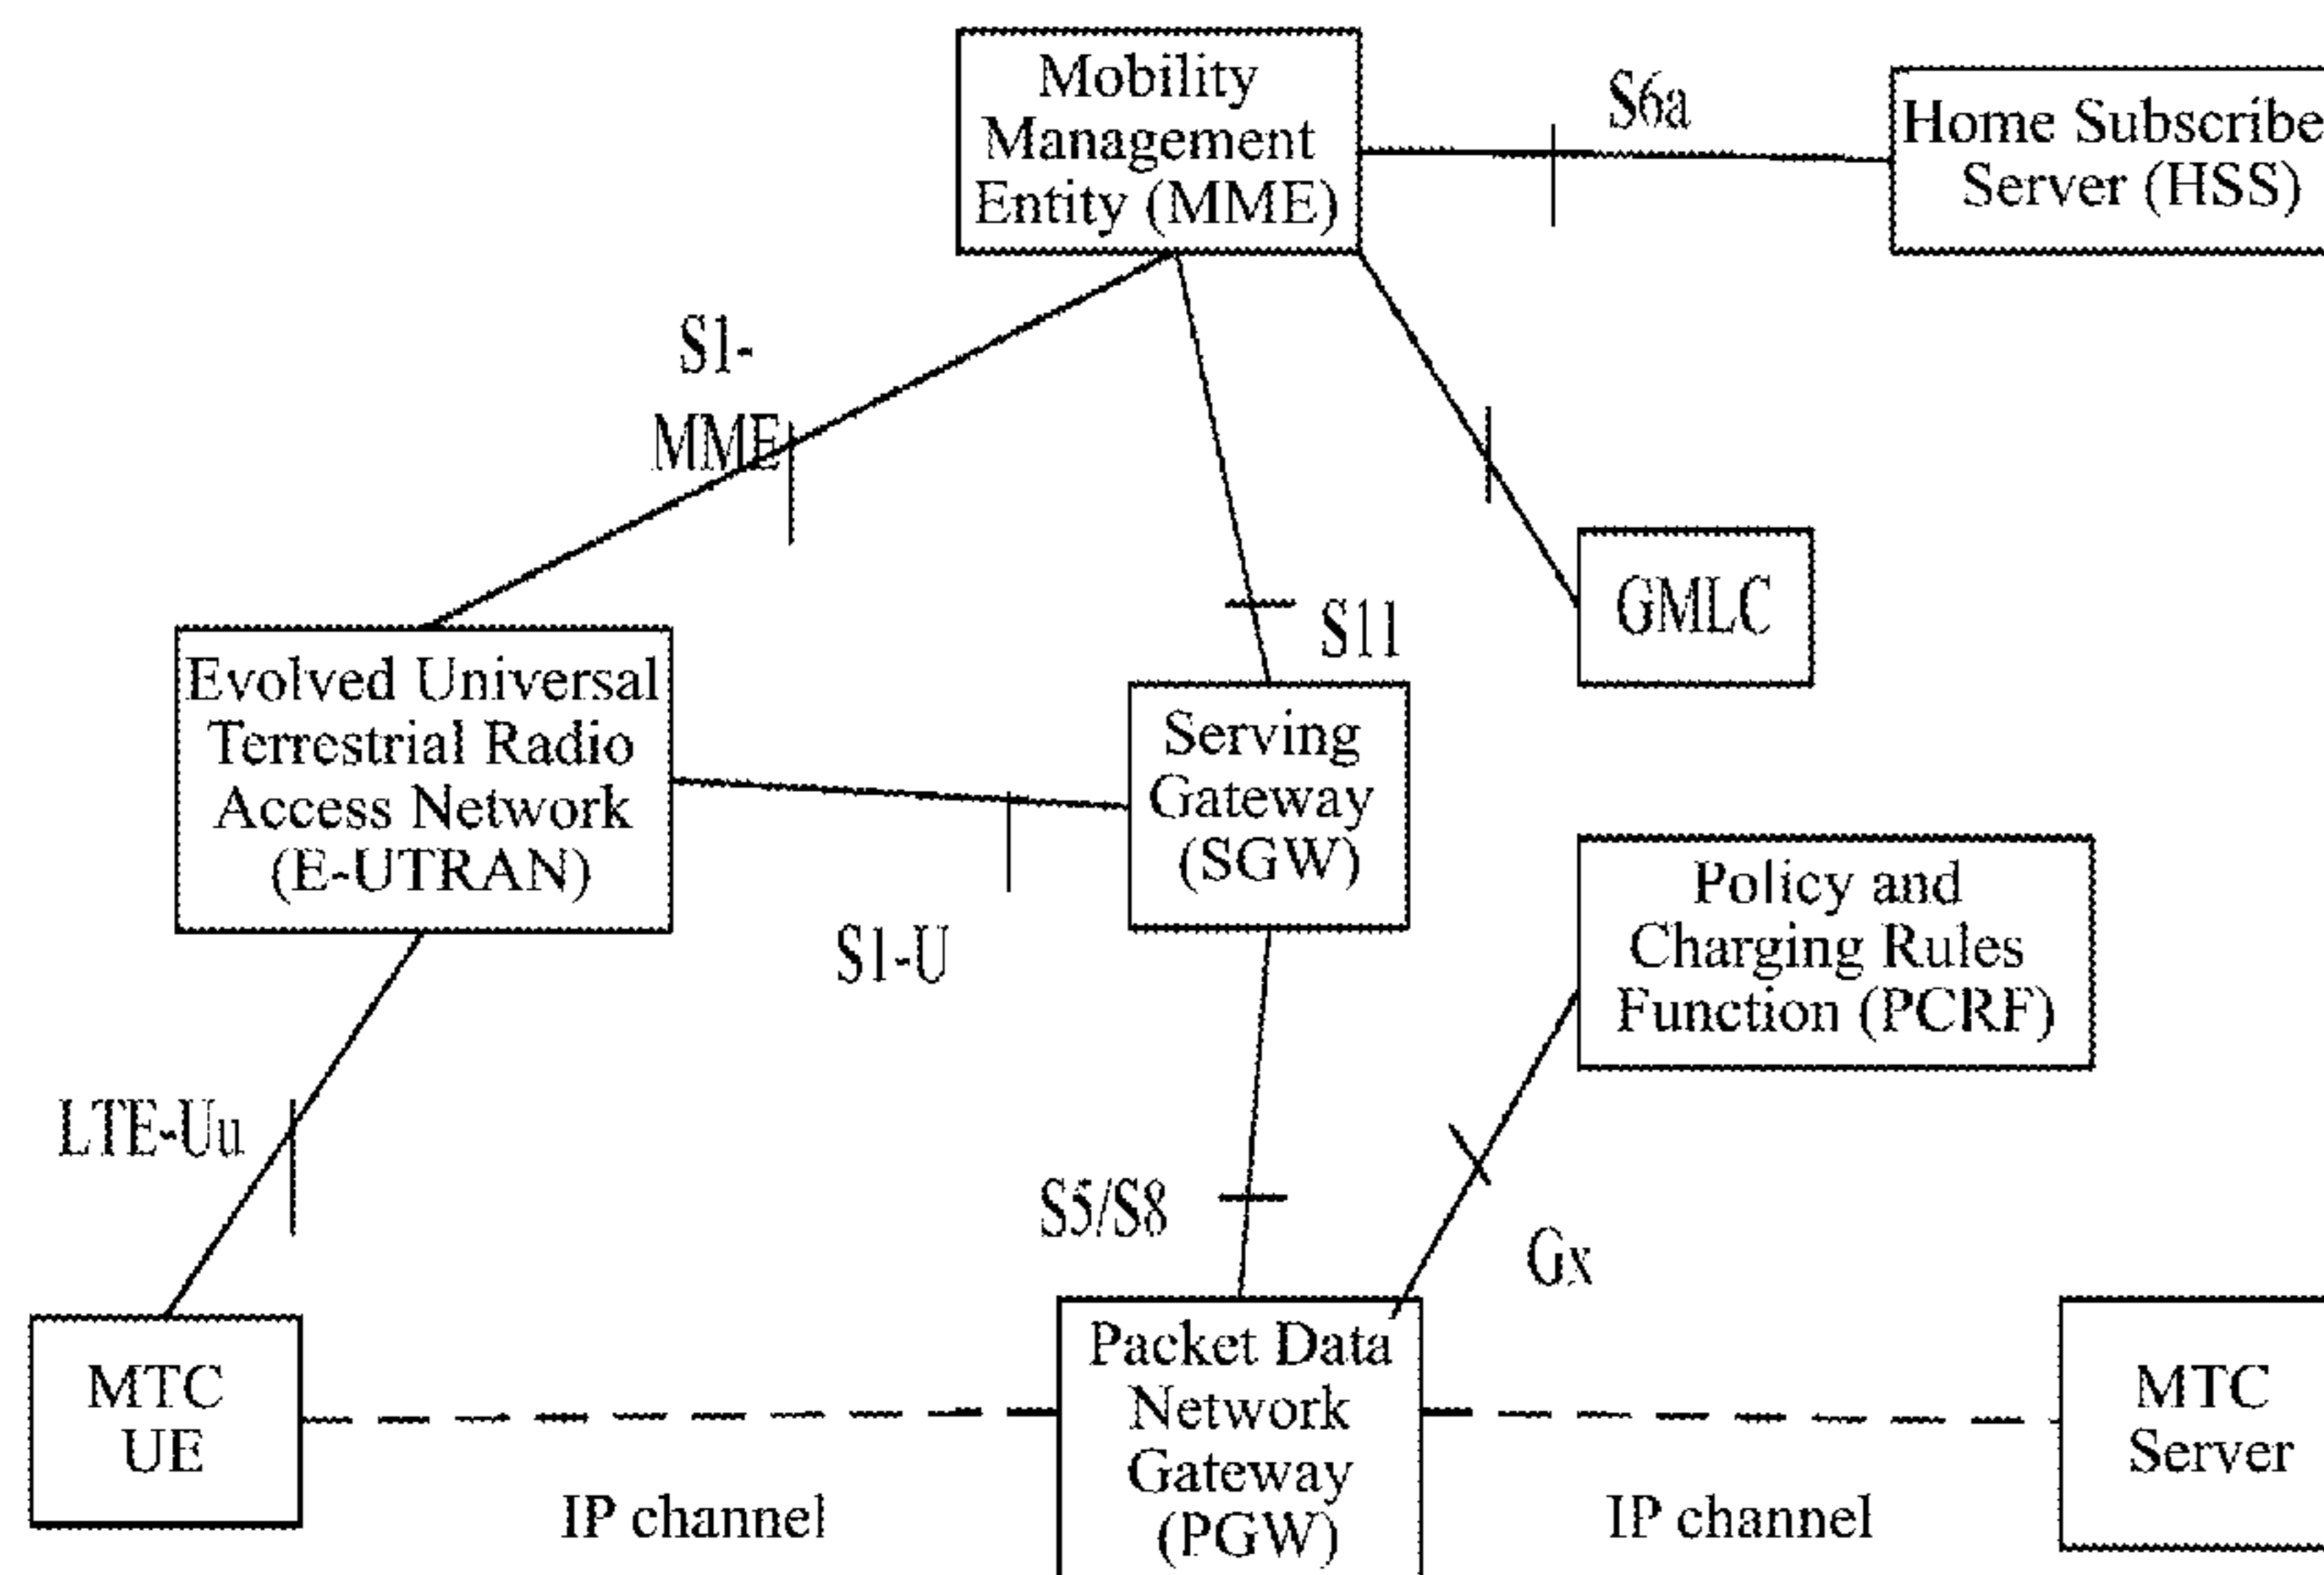 Mobility
Management
Entity (MME)
S6a
Home Subscribe
Server (HSS)
S1-
MME
S11
GMLC
Evolved Universal
Terrestrial Radio
Access Network
(E-UTRAN)
Serving
Gateway
(SGW)
S1-U
Policy and
Charging Rules
Function (PCRF)
LTE-Uu
S5/S8
Gx
MTC
UE
IP channel
Packet Data
Network
Gateway
(PGW)
IP channel
MTC
Server